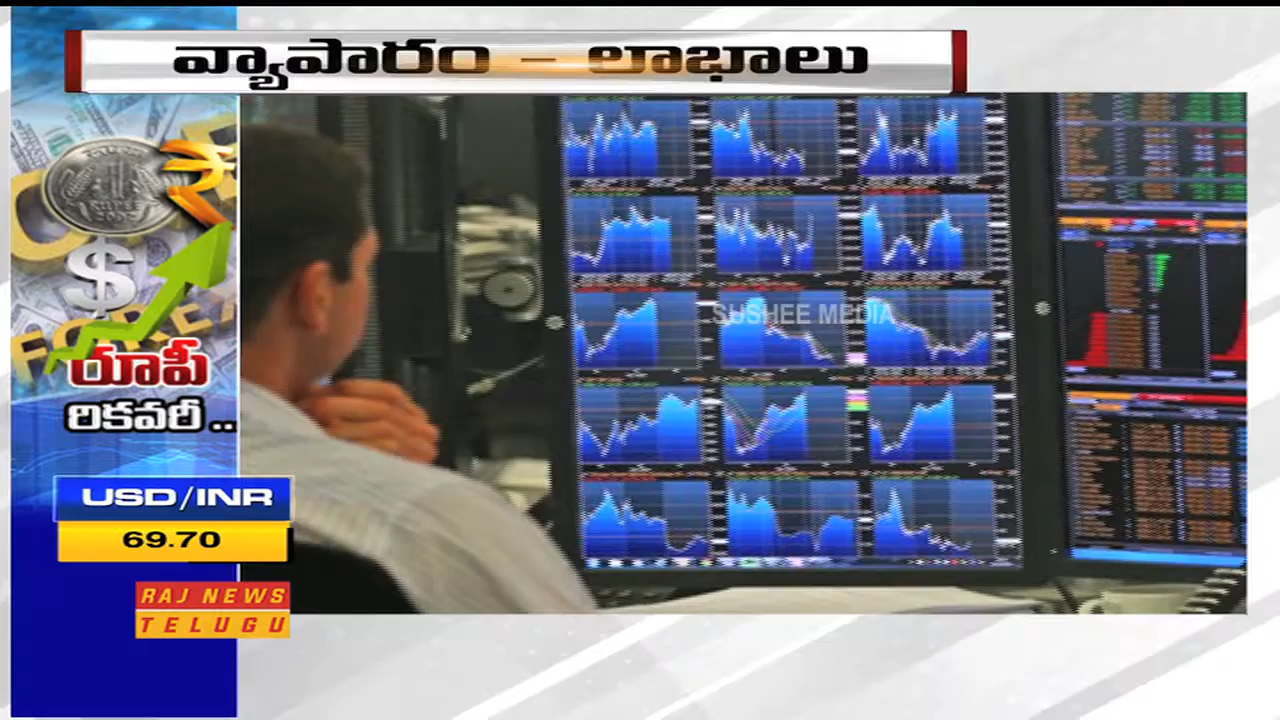 వ్యాపారం - లాభాలు
SUSHEE MEDIA
రూపీ
రికవరీ..
USD/INR
69.70
RAJ NEWS
TELUGU